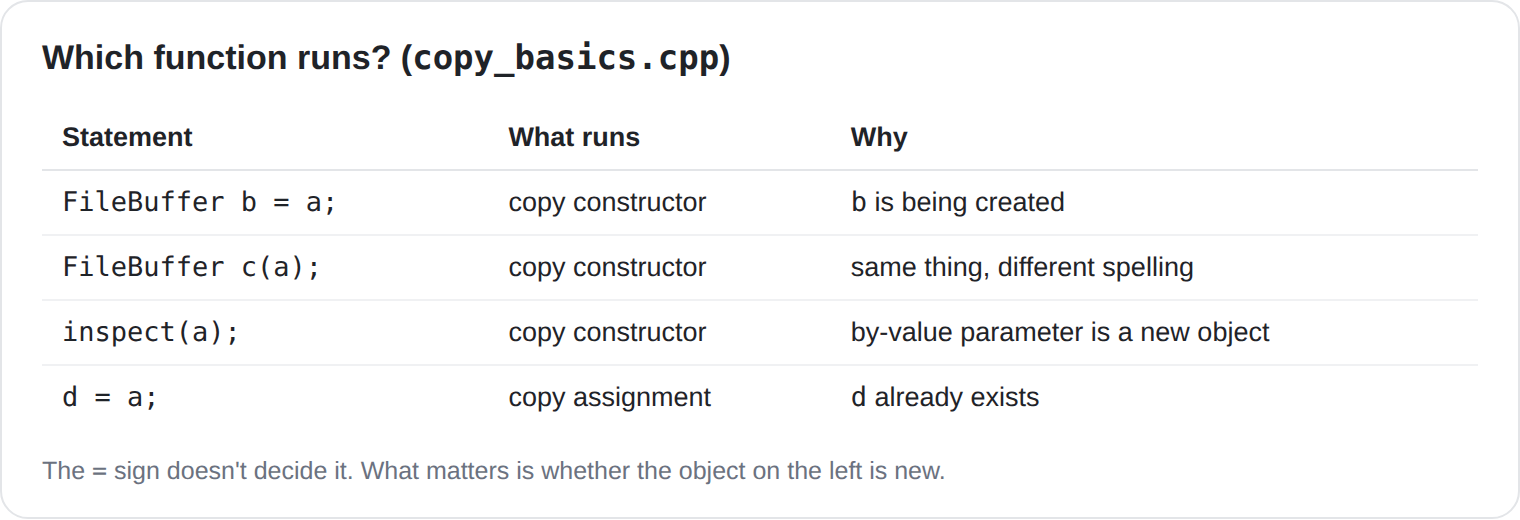 Which function runs? (copy_basics.cpp)
Statement What runs Why
FileBuffer b = a; copy constructor b is being created
FileBuffer c(a); copy constructor same thing, different spelling
inspect(a); copy constructor by-value parameter is a new object
d = a; copy assignment d already exists
The = sign doesn't decide it. What matters is whether the object on the left is new.